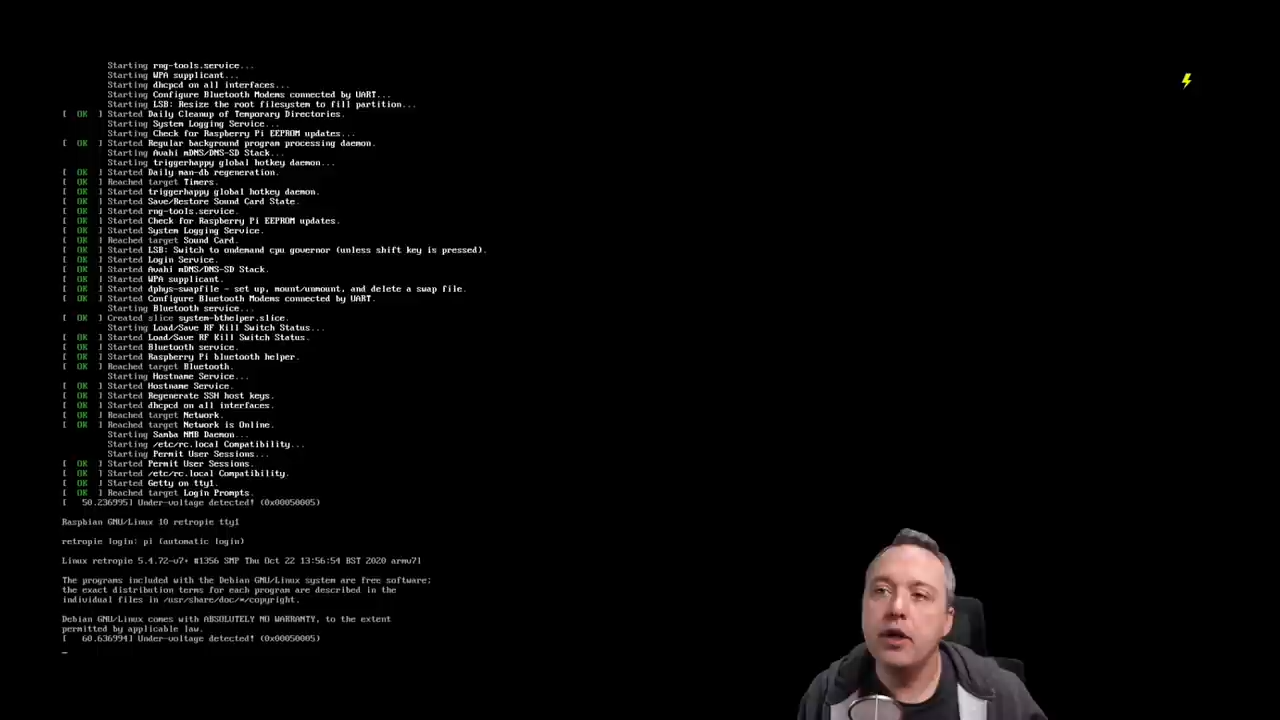 Starting rng-tools.service...
Starting WPA supplicant...
Starting dhcpcd on all interfaces...
Starting Configure Bluetooth Modems connected by UART...
Starting LSB: Resize the root filesystem to fill partition...
[  OK  ] Started Daily Cleanup of Temporary Directories.
Starting System Logging Service...
Starting Check for Raspberry Pi EEPROM updates...
[  OK  ] Started Regular background program processing daemon.
Starting Avahi mDNS/DNS-SD Stack...
Starting triggerhappy global hotkey daemon...
[  OK  ] Started Daily man-db regeneration.
[  OK  ] Reached target Timers.
[  OK  ] Started triggerhappy global hotkey daemon.
[  OK  ] Started Save/Restore Sound Card State.
[  OK  ] Started rng-tools.service.
[  OK  ] Started Check for Raspberry Pi EEPROM updates.
[  OK  ] Started System Logging Service.
[  OK  ] Reached target Sound Card.
[  OK  ] Started LSB: Switch to ondemand cpu governor (unless shift key is pressed).
[  OK  ] Started Login Service.
[  OK  ] Started Avahi mDNS/DNS-SD Stack.
[  OK  ] Started WPA supplicant.
[  OK  ] Started dphys-swapfile - set up, mount/unmount, and delete a swap file.
[  OK  ] Started Configure Bluetooth Modems connected by UART.
Starting Bluetooth service...
[  OK  ] Created slice system-bthelper.slice.
Starting Load/Save RF Kill Switch Status...
[  OK  ] Started Load/Save RF Kill Switch Status.
[  OK  ] Started Bluetooth service.
[  OK  ] Started Raspberry Pi bluetooth helper.
[  OK  ] Reached target Bluetooth.
Starting Hostname Service...
[  OK  ] Started Hostname Service.
[  OK  ] Started Regenerate SSH host keys.
[  OK  ] Started dhcpcd on all interfaces.
[  OK  ] Reached target Network.
[  OK  ] Reached target Network is Online.
Starting Samba NMB Daemon...
Starting /etc/rc.local Compatibility...
Starting Permit User Sessions...
[  OK  ] Started Permit User Sessions.
[  OK  ] Started /etc/rc.local Compatibility.
[  OK  ] Started Getty on tty1.
[  OK  ] Reached target Login Prompts.
[   50.236995] Under-voltage detected! (0x00050005)
Raspbian GNU/Linux 10 retropie tty1
retropie login: pi (automatic login)
Linux retropie 5.4.72-v7+ #1356 SMP Thu Oct 22 13:56:54 BST 2020 armv7l
The programs included with the Debian GNU/Linux system are free software;
the exact distribution terms for each program are described in the
individual files in /usr/share/doc/*/copyright.
Debian GNU/Linux comes with ABSOLUTELY NO WARRANTY, to the extent
permitted by applicable law.
[   60.636994] Under-voltage detected! (0x00050005)